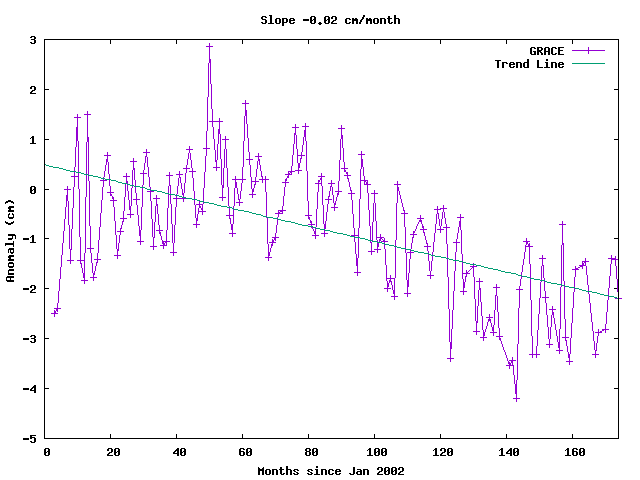 Slope -0.02 cm/month
GRACE
Trend Line
3
2
1
0
-1
-2
-3
-4
-5
Anomaly (cm)
0 20 40 60 80 100 120 140 160
Months since Jan 2002